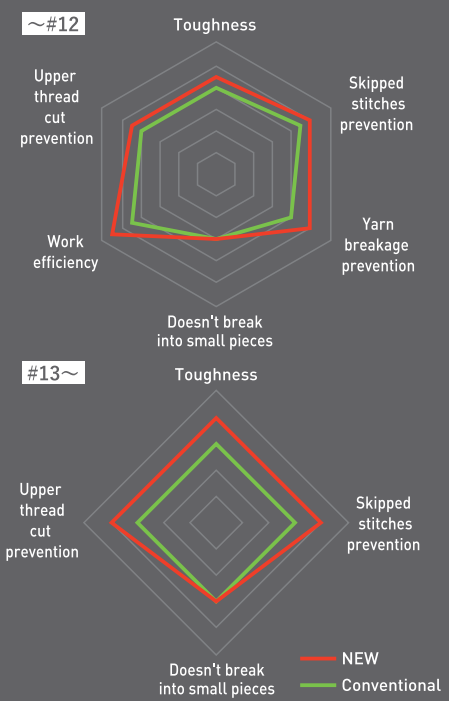 ～#12
Toughness
Upper
thread
cut
prevention
Skipped
stitches
prevention
Work
efficiency
Yarn
breakage
prevention
Doesn't break
into small pieces
#13～
Toughness
Upper
thread
cut
prevention
Skipped
stitches
prevention
Doesn't break
into small pieces
NEW
Conventional